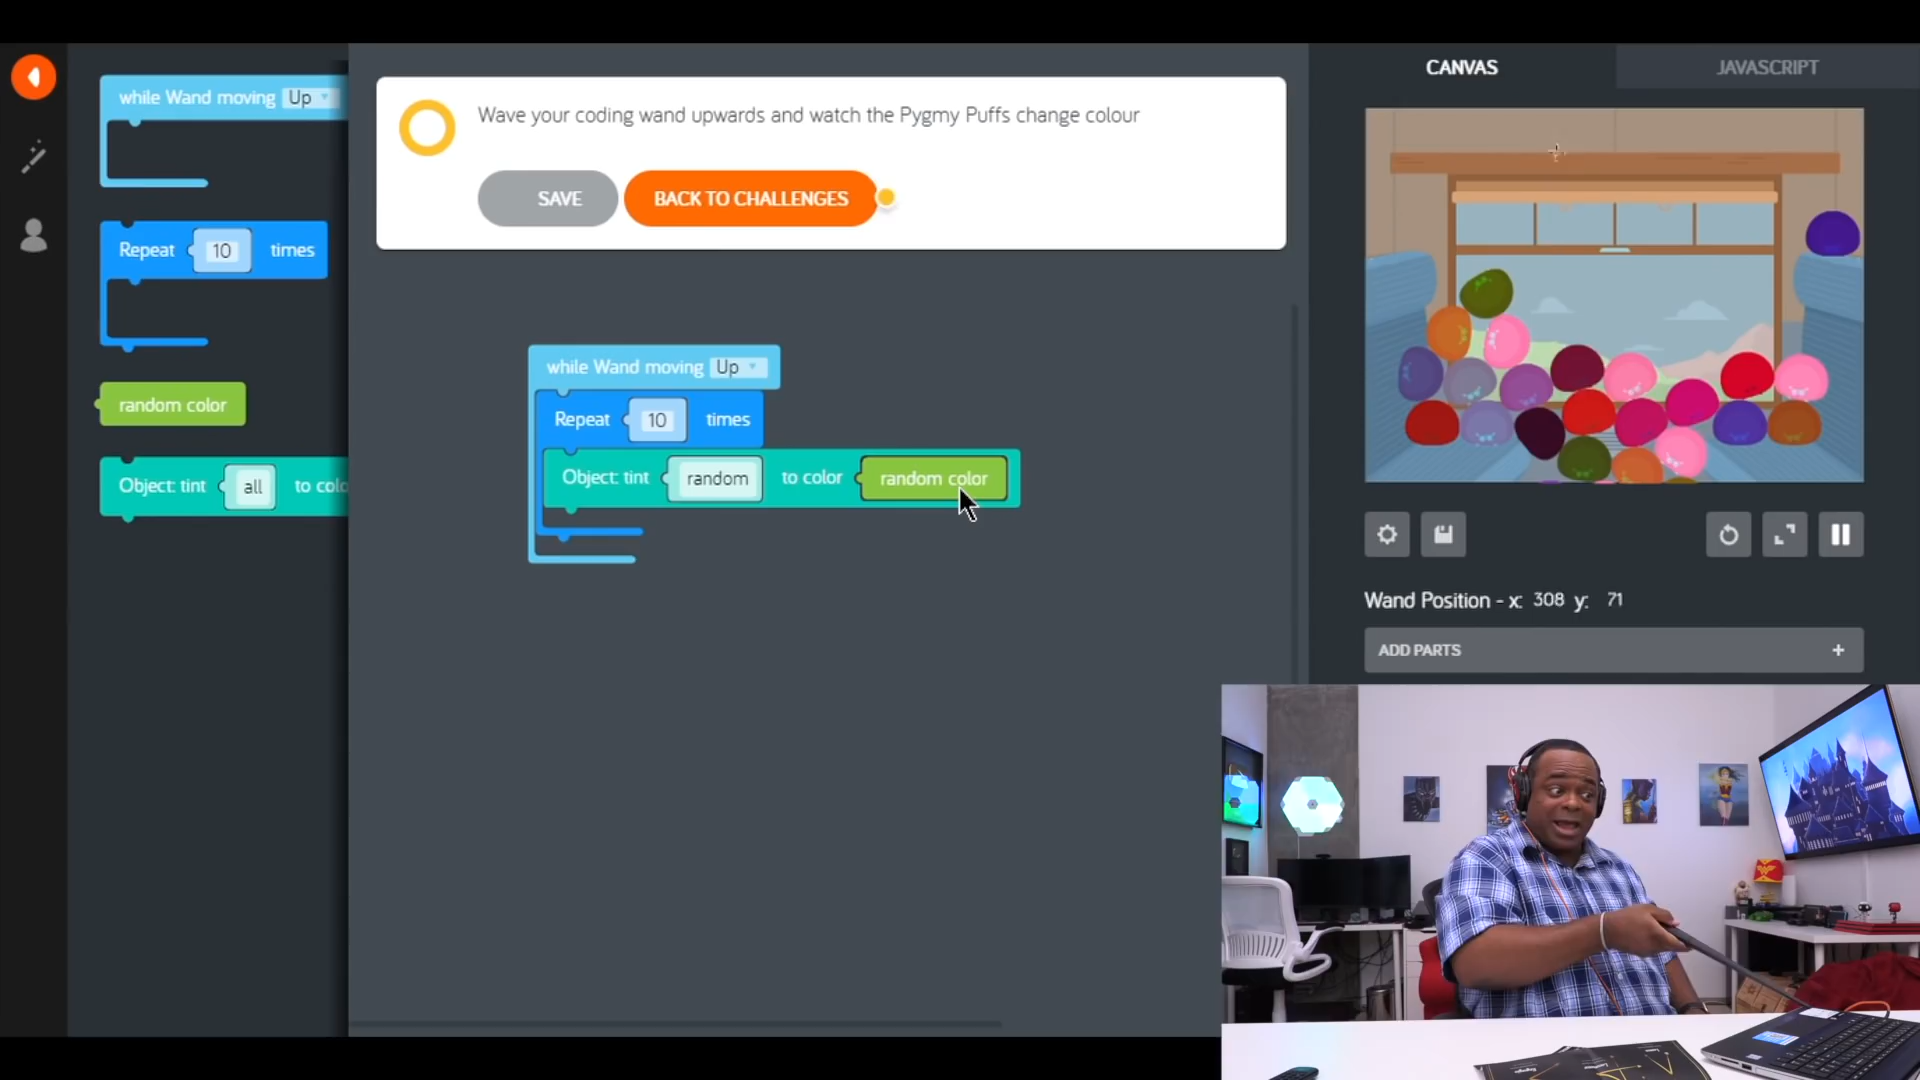 while Wand moving Up
Repeat 10 times
random color
Object: tint all to colo
Wave your coding wand upwards and watch the Pygmy Puffs change colour
SAVE
BACK TO CHALLENGES
while Wand moving Up
Repeat 10 times
Object: tint random to color random color
CANVAS
JAVASCRIPT
Wand Position - x: 308 y: 71
ADD PARTS +